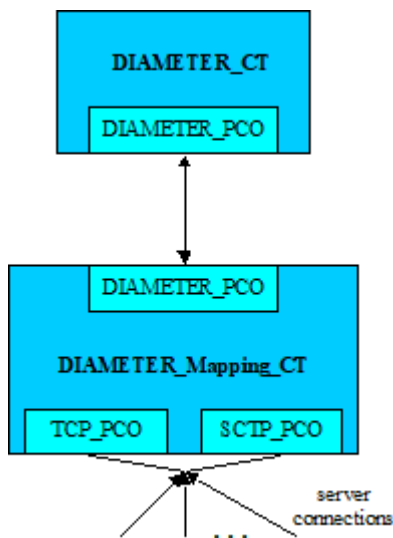 DIAMETER_CT
DIAMETER_PCO
DIAMETER_PCO
DIAMETER_Mapping_CT
TCP_PCO SCTP_PCO
server
connections
...